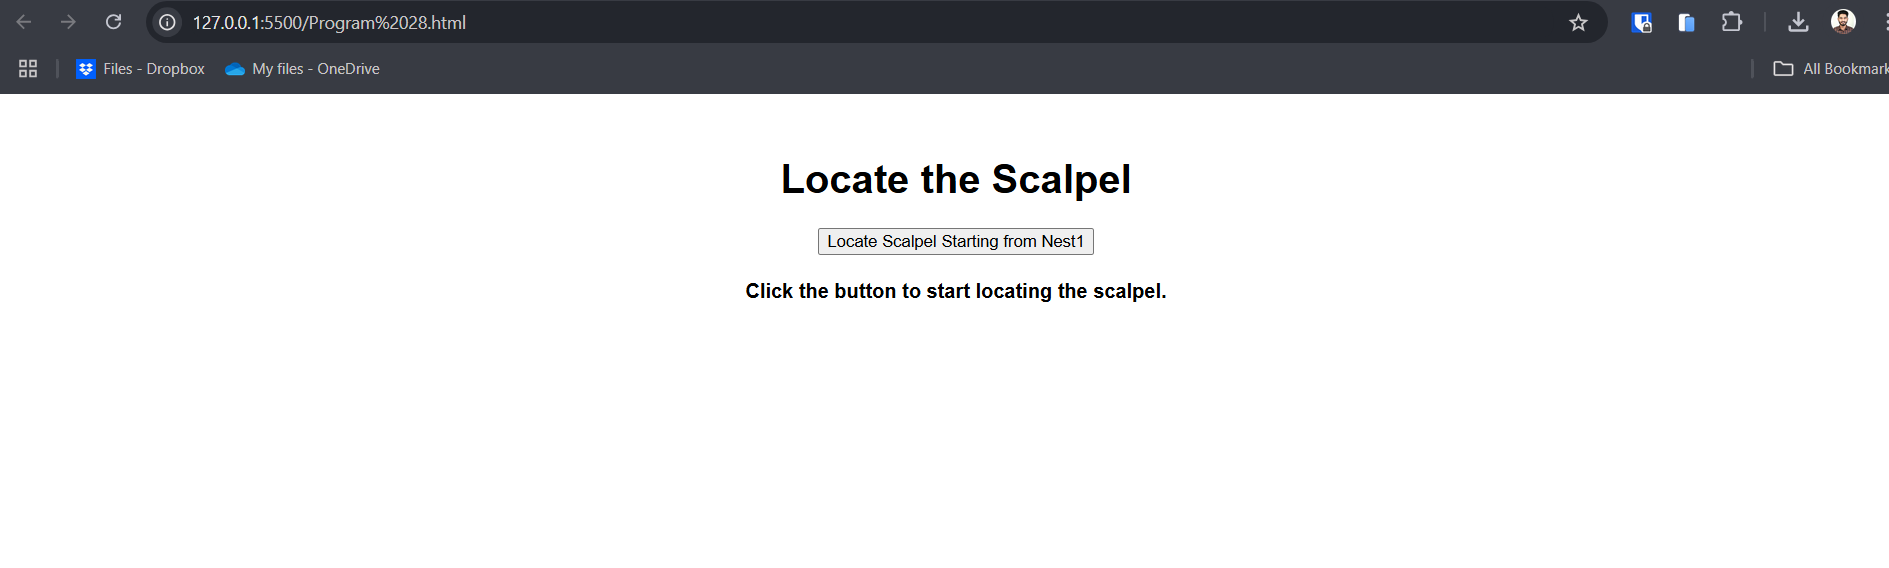 127.0.0.1:5500/Program%2028.html
Files - Dropbox
My files - OneDrive
All Bookmark
Locate the Scalpel
Locate Scalpel Starting from Nest1
Click the button to start locating the scalpel.